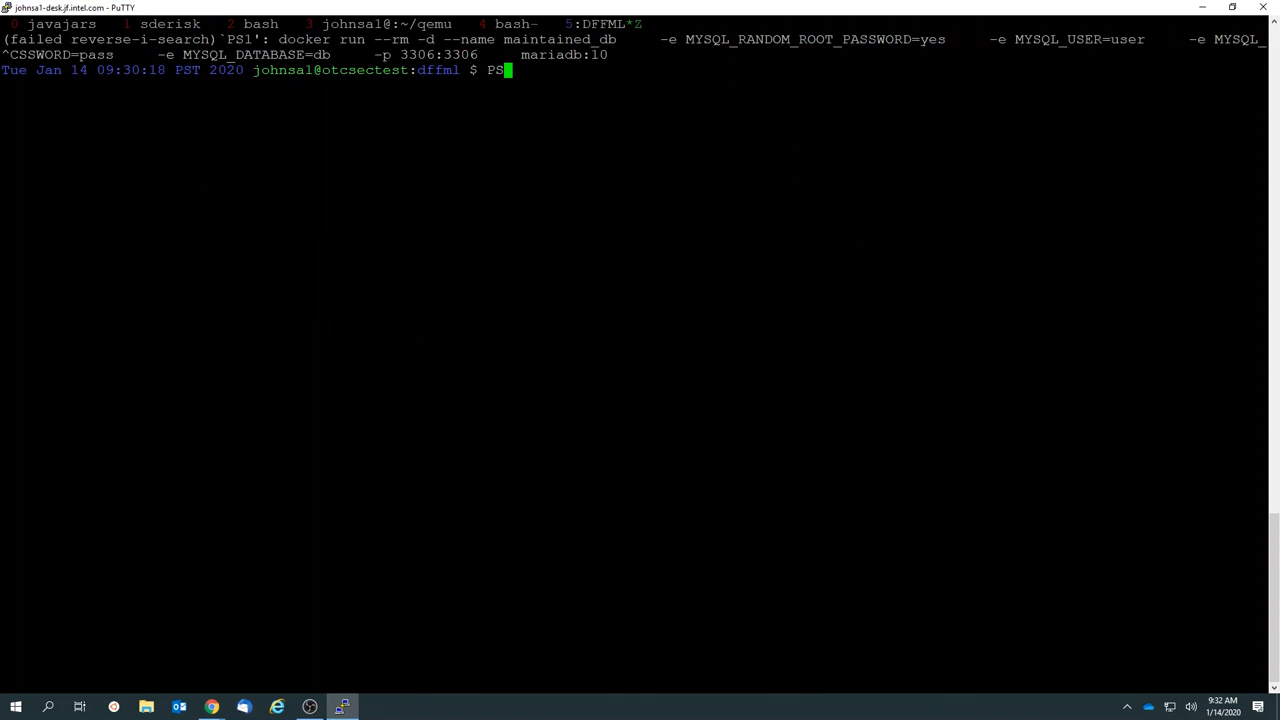 johnsa1-desk.jf.intel.com - PuTTY
0 javajars 1 sderisk 2 bash 3 johnsa1@:~/qemu 4 bash- 5:DFFML*Z
(failed reverse-i-search)`PS1': docker run --rm -d --name maintained_db -e MYSQL_RANDOM_ROOT_PASSWORD=yes -e MYSQL_USER=user -e MYSQL_
^CSSWORD=pass -e MYSQL_DATABASE=db -p 3306:3306 mariadb:10
Tue Jan 14 09:30:18 PST 2020 johnsa1@otcsectest:dffml $ PS
9:32 AM
1/14/2020